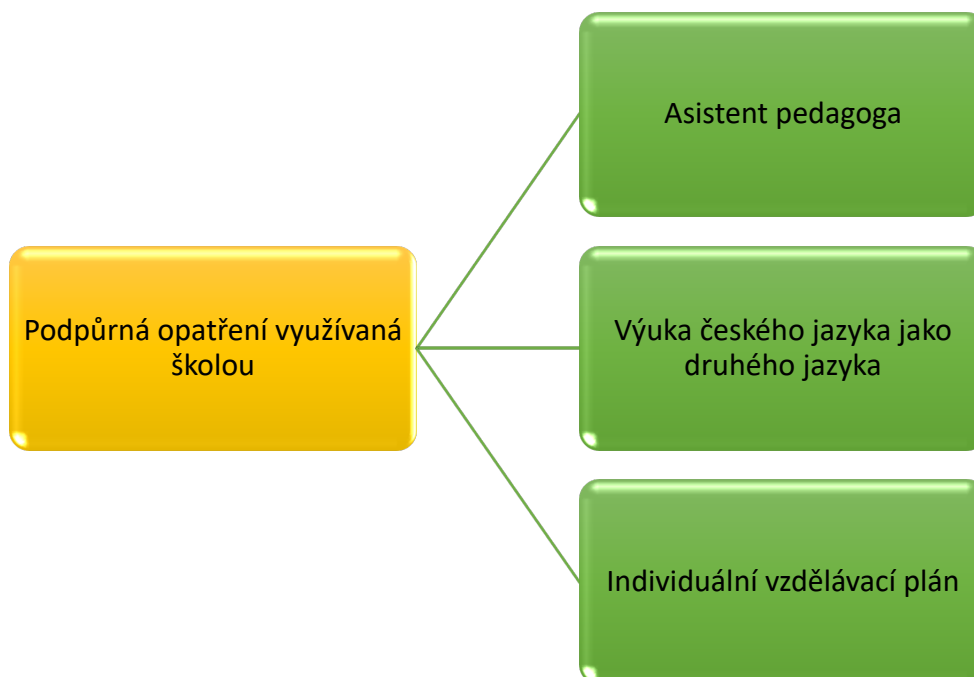 Asistent pedagoga
Podpůrná opatření využívaná
školou
Výuka českého jazyka jako
druhého jazyka
Individuální vzdělávací plán